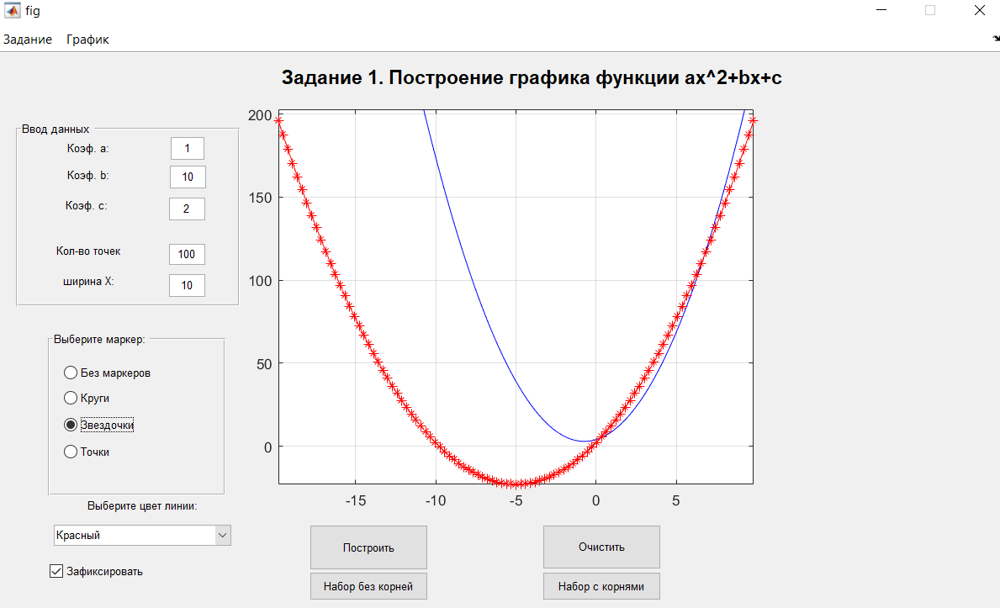 fig
Задание График
Задание 1. Построение графика функции ax^2+bx+c
Ввод данных
Коэф. a: 1
Коэф. b: 10
Коэф. c: 2
Кол-во точек 100
ширина X: 10
Выберите маркер:
Без маркеров
Круги
Звездочки
Точки
Выберите цвет линии:
Красный
Зафиксировать
200
150
100
50
0
-15 -10 -5 0 5
Построить Очистить
Набор без корней Набор с корнями